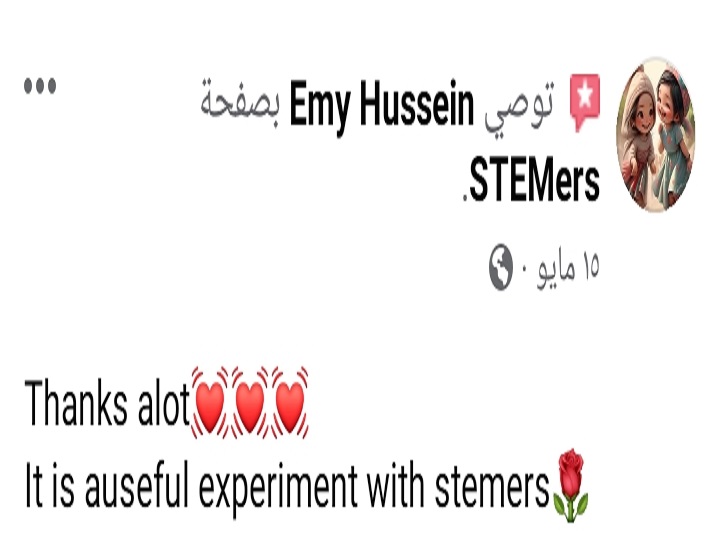 توصي Emy Hussein بصفحة
STEMers.
١٥ مايو ·
Thanks alot💓💓💓
It is auseful experiment with stemers🌹